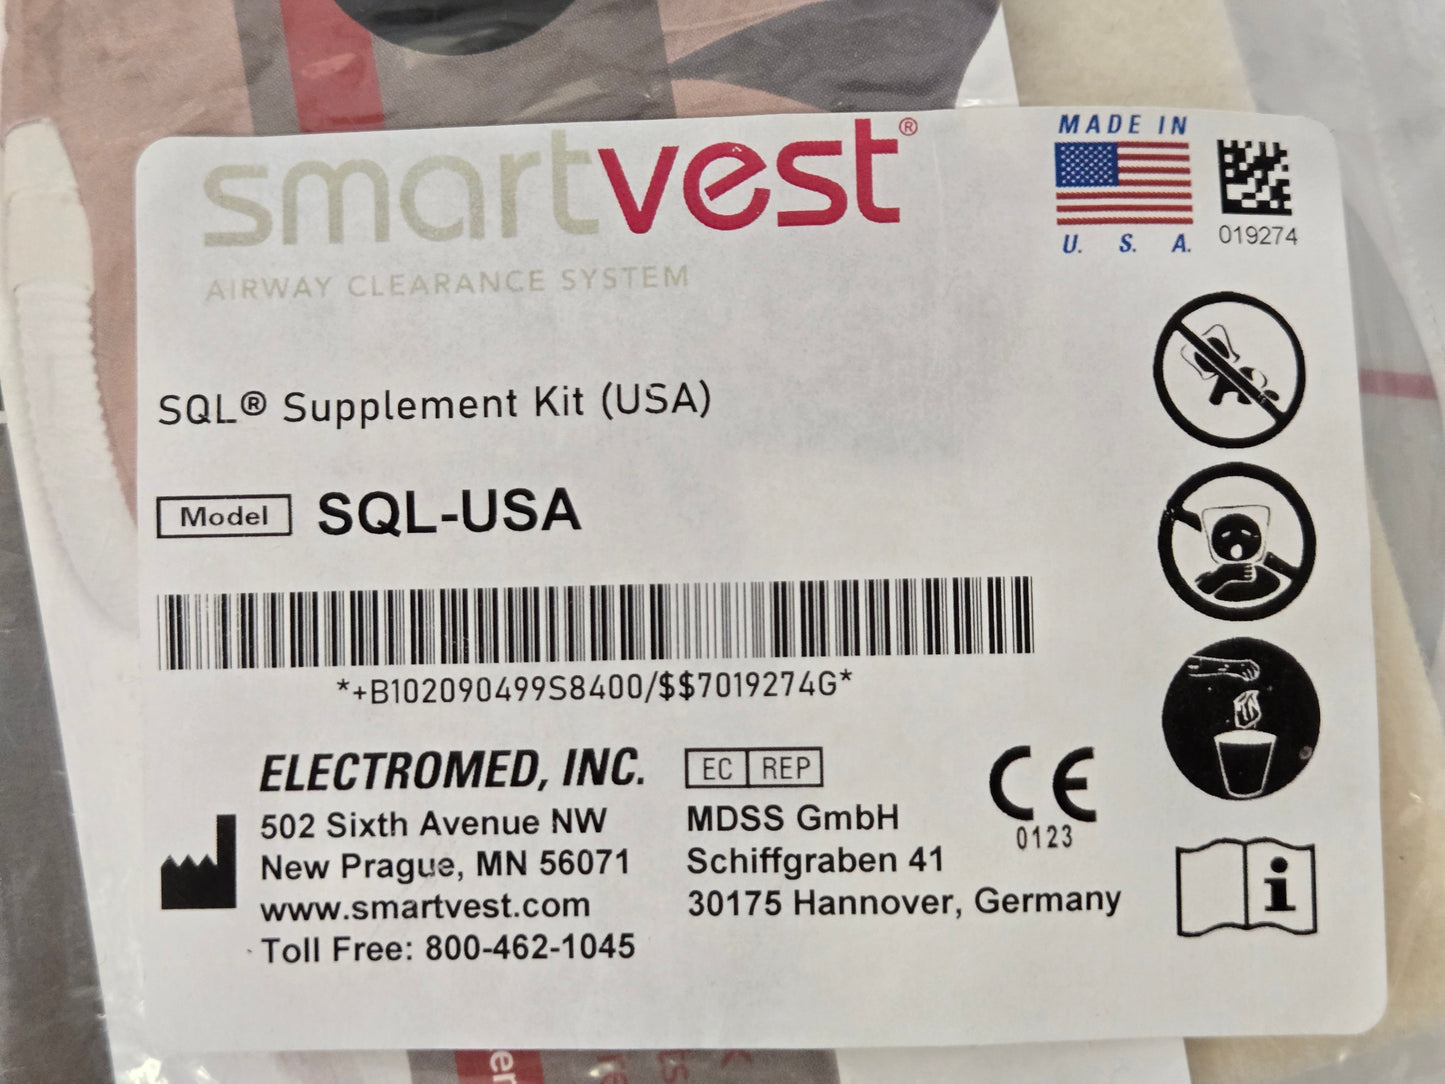 smartvest®
AIRWAY CLEARANCE SYSTEM
MADE IN
U. S. A.
019274
SQL® Supplement Kit (USA)
Model SQL-USA
*+B102090499S8400/$$7019274G*
ELECTROMED, INC.
502 Sixth Avenue NW
New Prague, MN 56071
www.smartvest.com
Toll Free: 800-462-1045
EC REP
MDSS GmbH
Schiffgraben 41
30175 Hannover, Germany
CE
0123
i